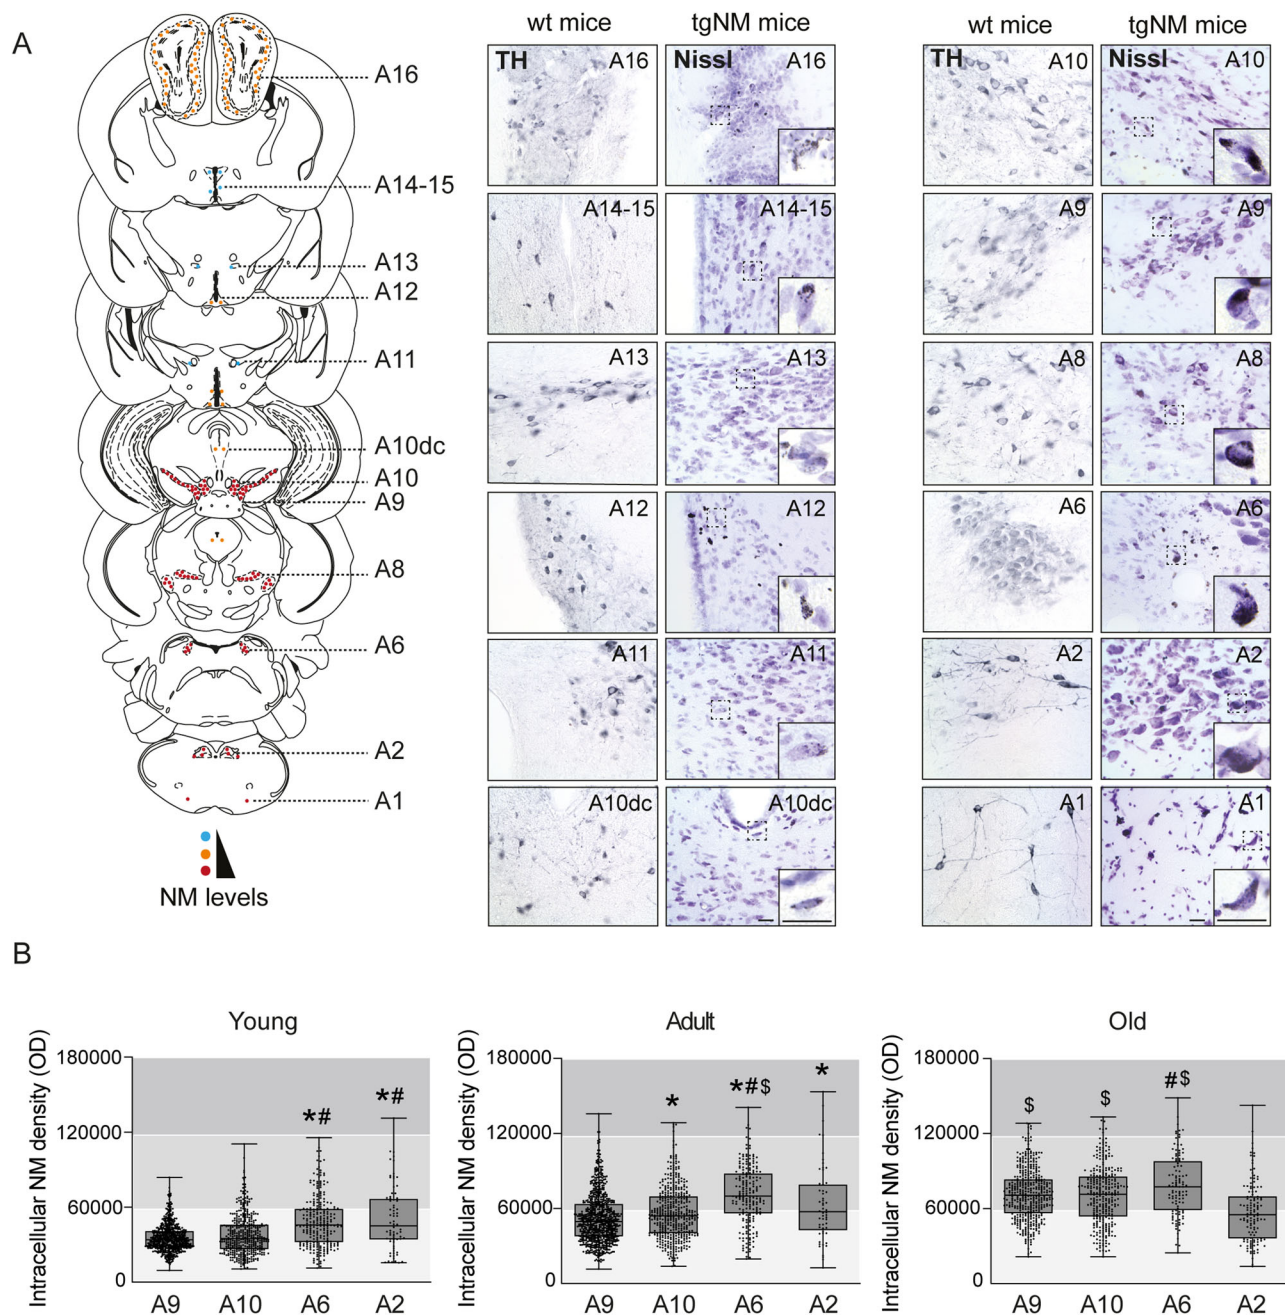 A
A16
A14-15
A13
A12
A11
A10dc
A10
A9
A8
A6
A2
A1
NM levels
wt mice
tgNM mice
TH
A16
Nissl
A16
A14-15
A14-15
A13
A13
A12
A12
A11
A11
A10dc
A10dc
wt mice
tgNM mice
TH
A10
Nissl
A10
A9
A9
A8
A8
A6
A6
A2
A2
A1
A1
B
Young
Intracellular NM density (OD)
180000
120000
60000
0
*#
*#
A9
A10
A6
A2
Adult
Intracellular NM density (OD)
180000
120000
60000
0
*
*#$
*
A9
A10
A6
A2
Old
Intracellular NM density (OD)
180000
120000
60000
0
$
$
#$
A9
A10
A6
A2